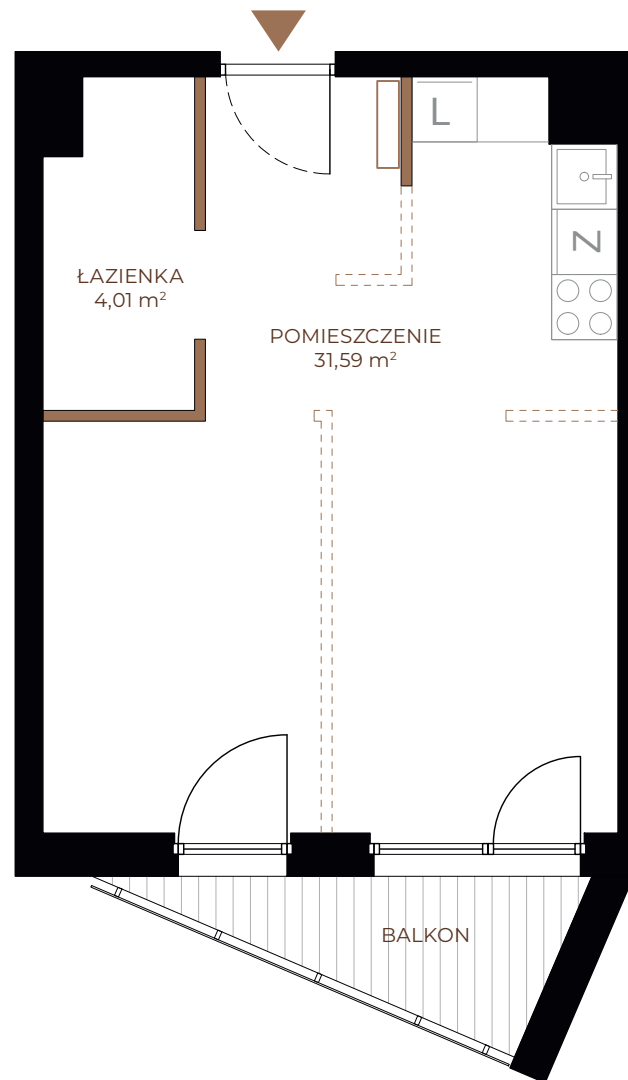 L
Z
ŁAZIENKA
4,01 m²
POMIESZCZENIE
31,59 m²
BALKON